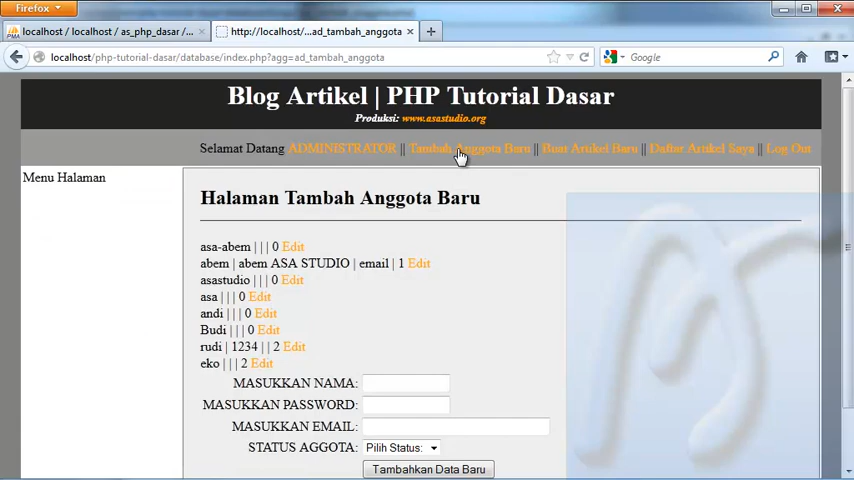 Firefox
localhost / localhost / as_php_dasar /...
http://localhost...ad_tambah_anggota
localhost/php-tutorial-dasar/database/index.php?agg=ad_tambah_anggota
Google
Blog Artikel | PHP Tutorial Dasar
Produksi: www.asastudio.org
Selamat Datang ADMINISTRATOR || Tambah Anggota Baru || Buat Artikel Baru || Daftar Artikel Saya || Log Out
Menu Halaman
Halaman Tambah Anggota Baru
asa-abem | | | 0 Edit
abem | abem ASA STUDIO | email | 1 Edit
asastudio | | | 0 Edit
asa | | | 0 Edit
andi | | | 0 Edit
Budi | | | 0 Edit
rudi | 1234 | | 2 Edit
eko | | | 2 Edit
MASUKKAN NAMA:
MASUKKAN PASSWORD:
MASUKKAN EMAIL:
STATUS AGGOTA: Pilih Status:
Tambahkan Data Baru